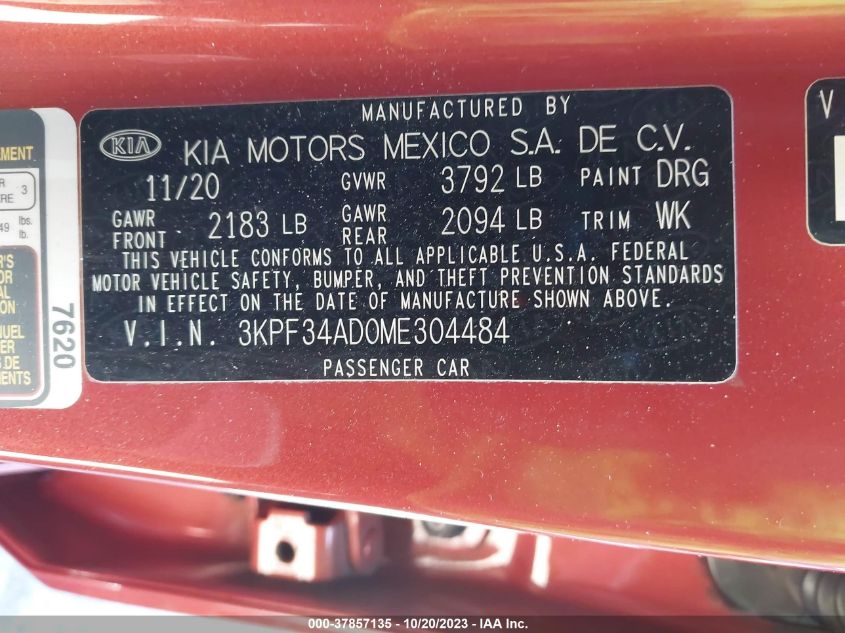 MANUFACTURED BY
KIA KIA MOTORS MEXICO S.A. DE C.V.
11/20 GVWR 3792 LB PAINT DRG
GAWR FRONT 2183 LB GAWR REAR 2094 LB TRIM WK
THIS VEHICLE CONFORMS TO ALL APPLICABLE U.S.A. FEDERAL
MOTOR VEHICLE SAFETY, BUMPER, AND THEFT PREVENTION STANDARDS
IN EFFECT ON THE DATE OF MANUFACTURE SHOWN ABOVE.
V.I.N. 3KPF34AD0ME304484
PASSENGER CAR
7620
3
lbs.
lb.
V
000-37857135 - 10/20/2023 - IAA Inc.